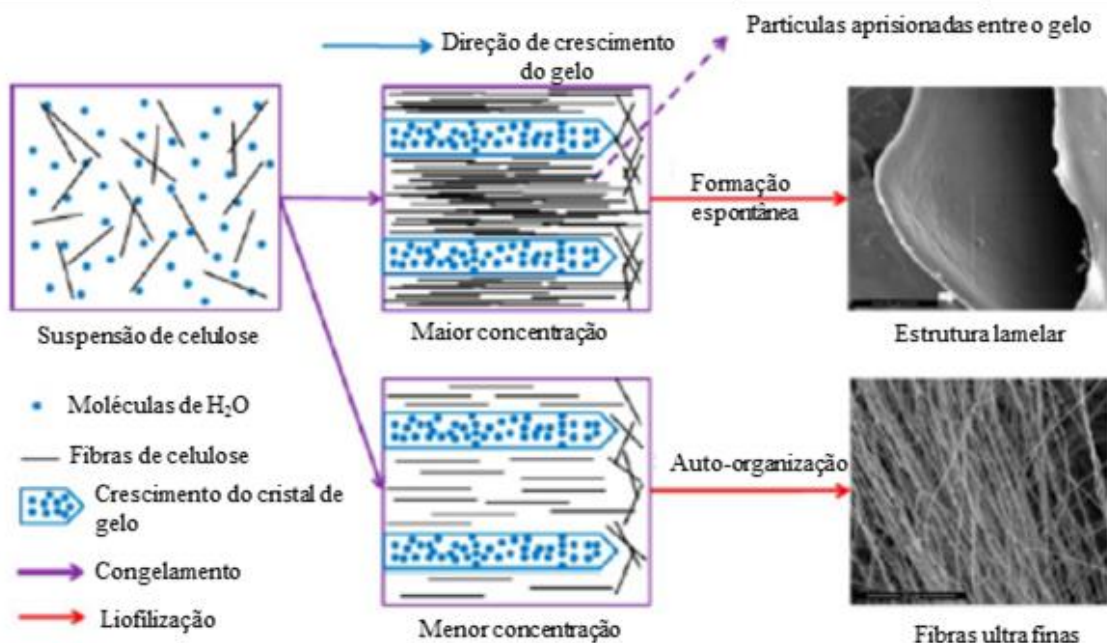 Direção de crescimento
do gelo
Partículas aprisionadas entre o gelo
Formação
espontânea
Suspensão de celulose
Maior concentração
Estrutura lamelar
Moléculas de H₂O
Fibras de celulose
Crescimento do cristal de
gelo
Congelamento
Liofilização
Auto-organização
Menor concentração
Fibras ultra finas